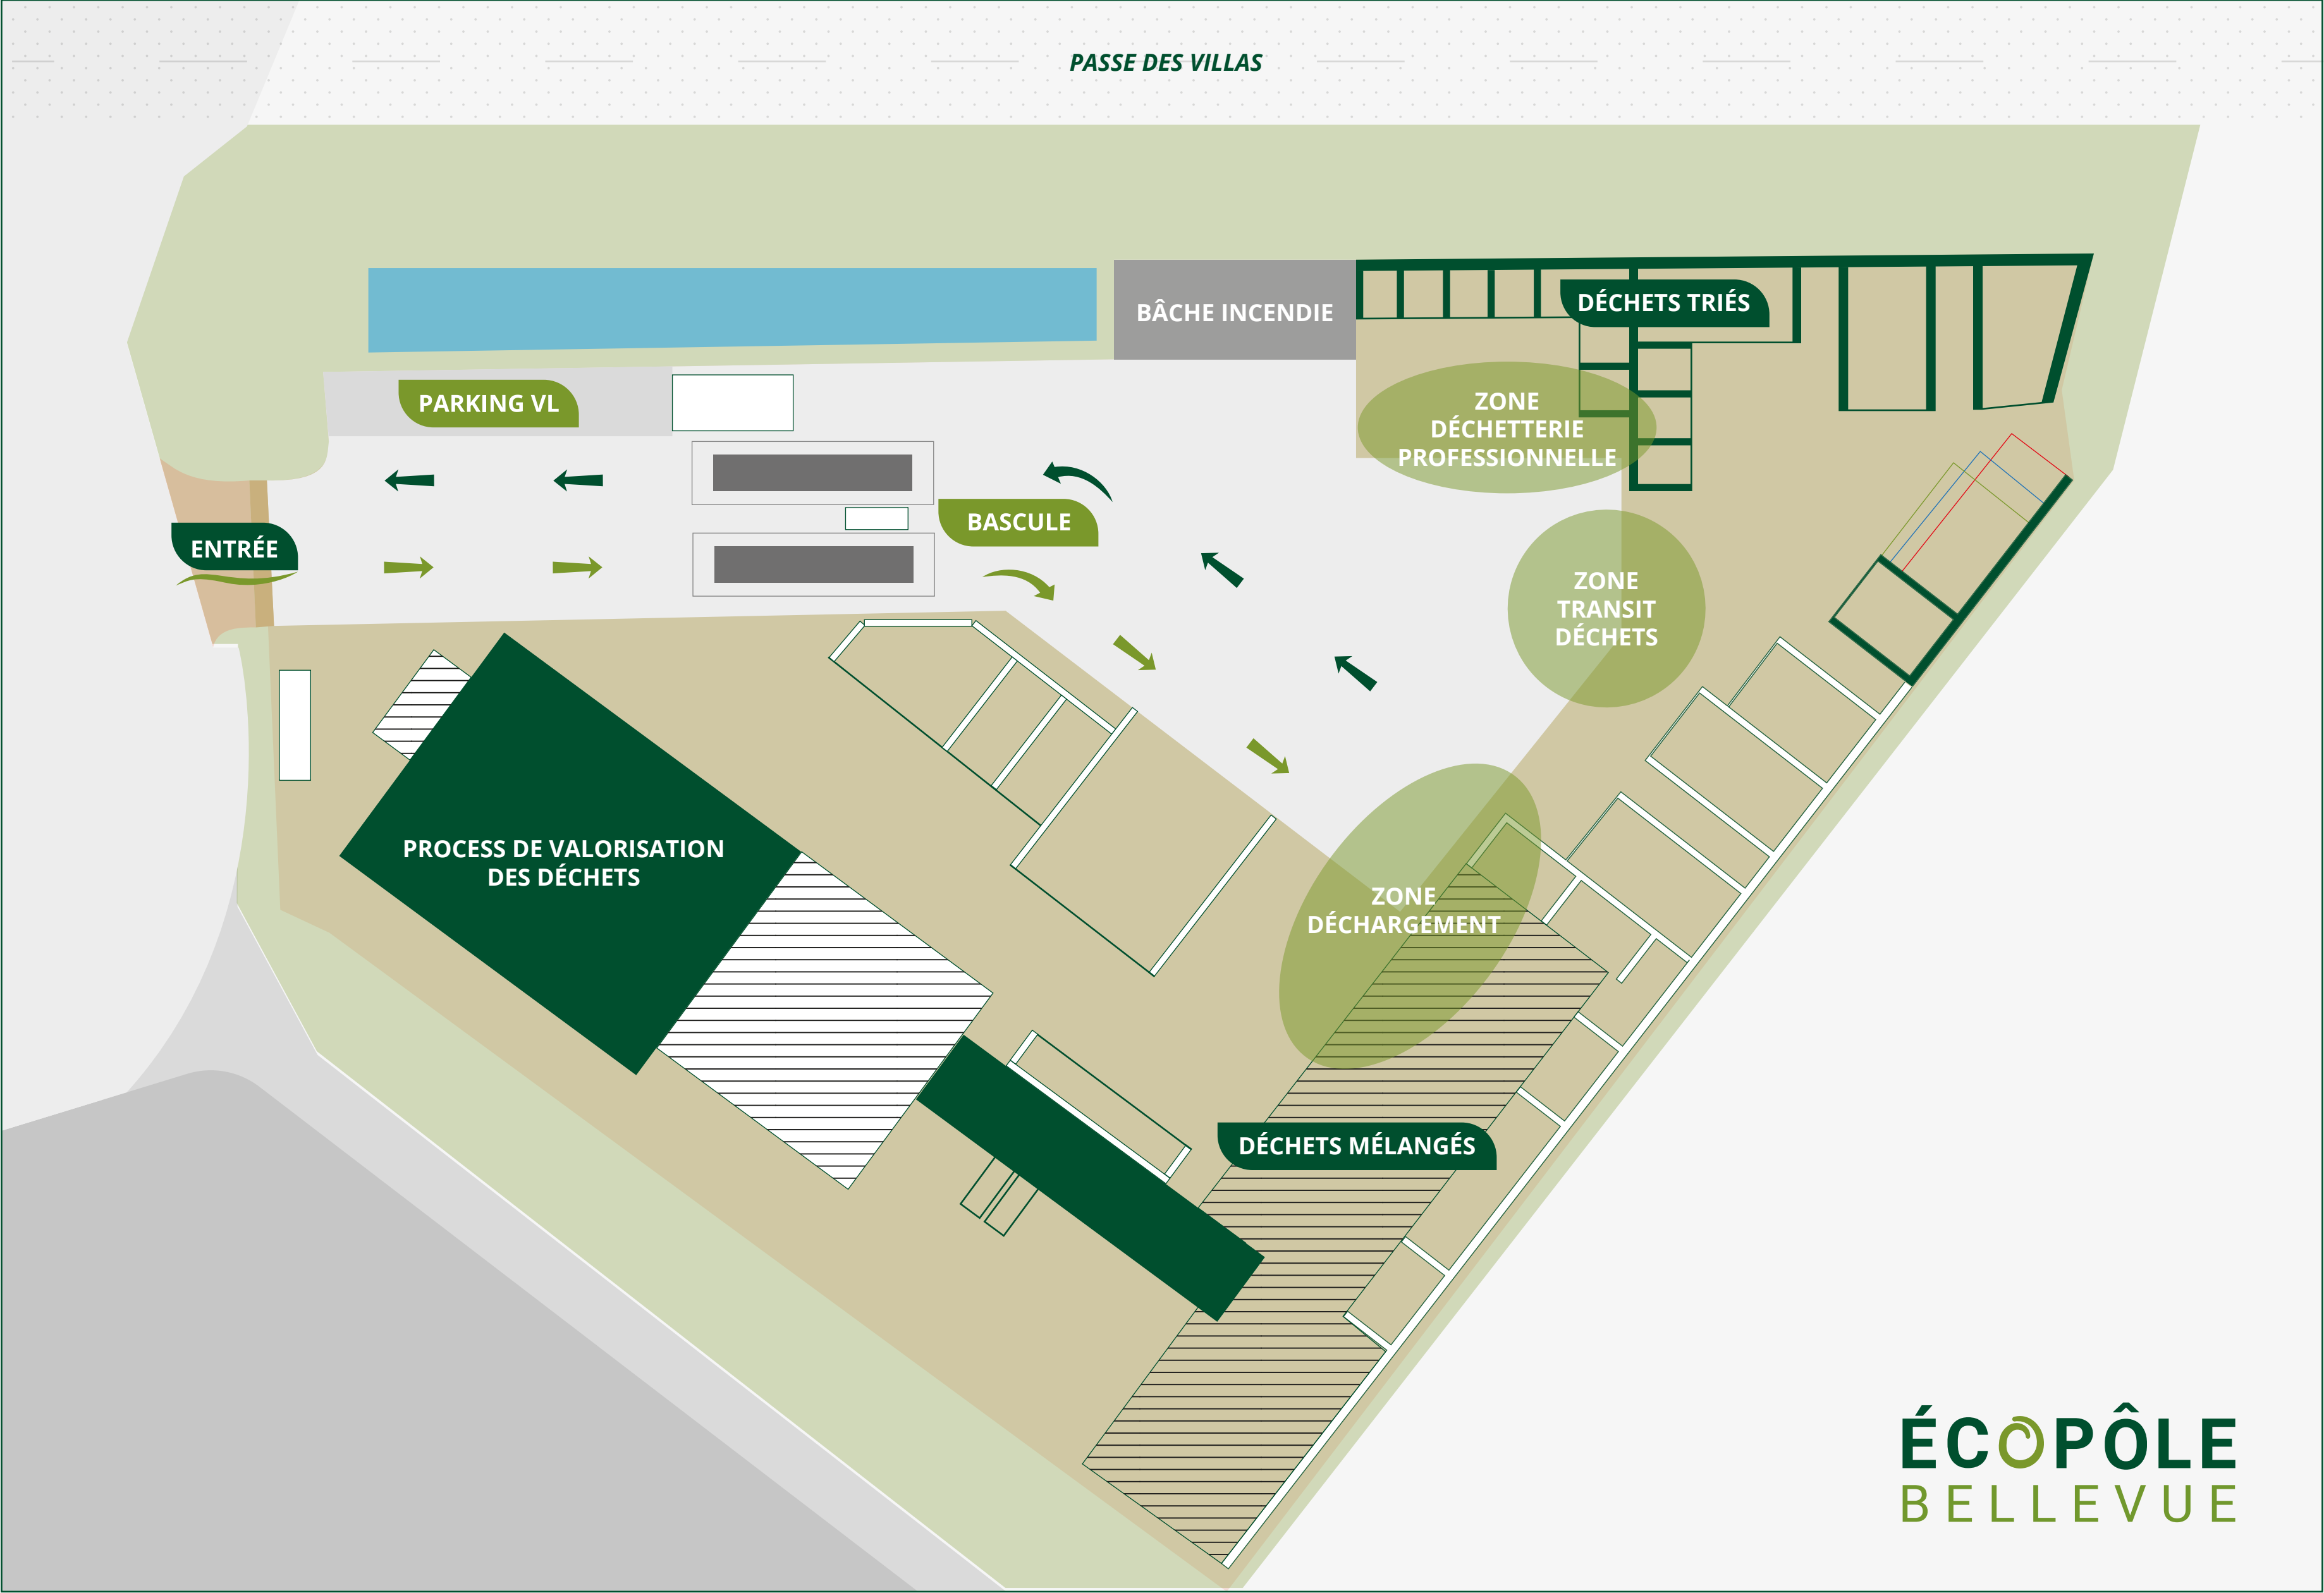 PASSE DES VILLAS
BÂCHE INCENDIE
DÉCHETS TRIÉS
PARKING VL
ZONE
DÉCHETTERIE
PROFESSIONNELLE
BASCULE
ENTRÉE
ZONE
TRANSIT
DÉCHETS
PROCESS DE VALORISATION
DES DÉCHETS
ZONE
DÉCHARGEMENT
DÉCHETS MÉLANGÉS
ÉCOPÔLE
BELLEVUE